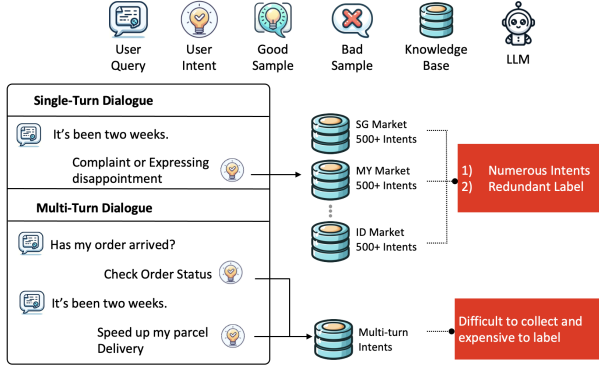 User
Query
User
Intent
Good
Sample
Bad
Sample
Knowledge
Base
LLM
Single-Turn Dialogue
It's been two weeks.
Complaint or Expressing
disappointment
Multi-Turn Dialogue
Has my order arrived?
Check Order Status
It's been two weeks.
Speed up my parcel
Delivery
SG Market
500+ Intents
MY Market
500+ Intents
ID Market
500+ Intents
Multi-turn
Intents
1) Numerous Intents
2) Redundant Label
Difficult to collect and
expensive to label